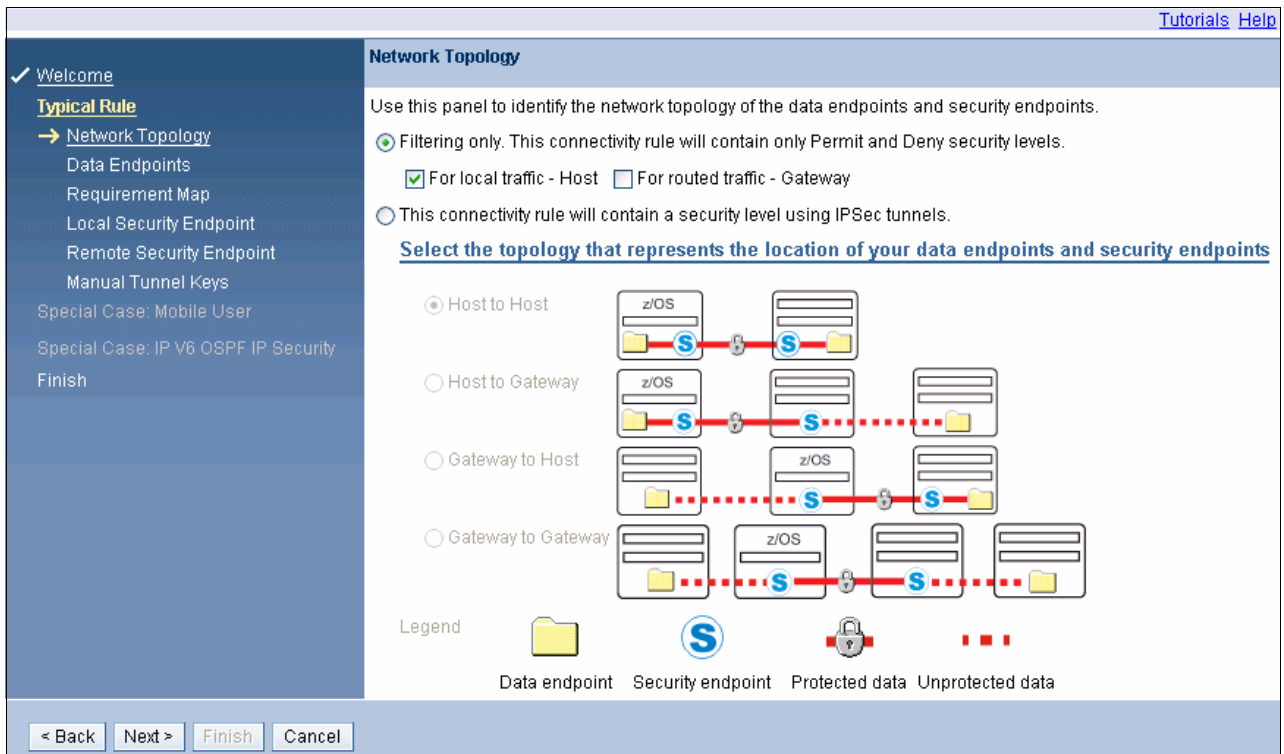 Tutorials Help
Welcome
Typical Rule
Network Topology
Data Endpoints
Requirement Map
Local Security Endpoint
Remote Security Endpoint
Manual Tunnel Keys
Special Case: Mobile User
Special Case: IP V6 OSPF IP Security
Finish
Network Topology
Use this panel to identify the network topology of the data endpoints and security endpoints.
Filtering only. This connectivity rule will contain only Permit and Deny security levels.
For local traffic - Host For routed traffic - Gateway
This connectivity rule will contain a security level using IPSec tunnels.
Select the topology that represents the location of your data endpoints and security endpoints
Host to Host
z/OS
S S
Host to Gateway
z/OS
S S
Gateway to Host
z/OS
S S
Gateway to Gateway
z/OS
S S
Legend
S
Data endpoint Security endpoint Protected data Unprotected data
< Back Next > Finish Cancel